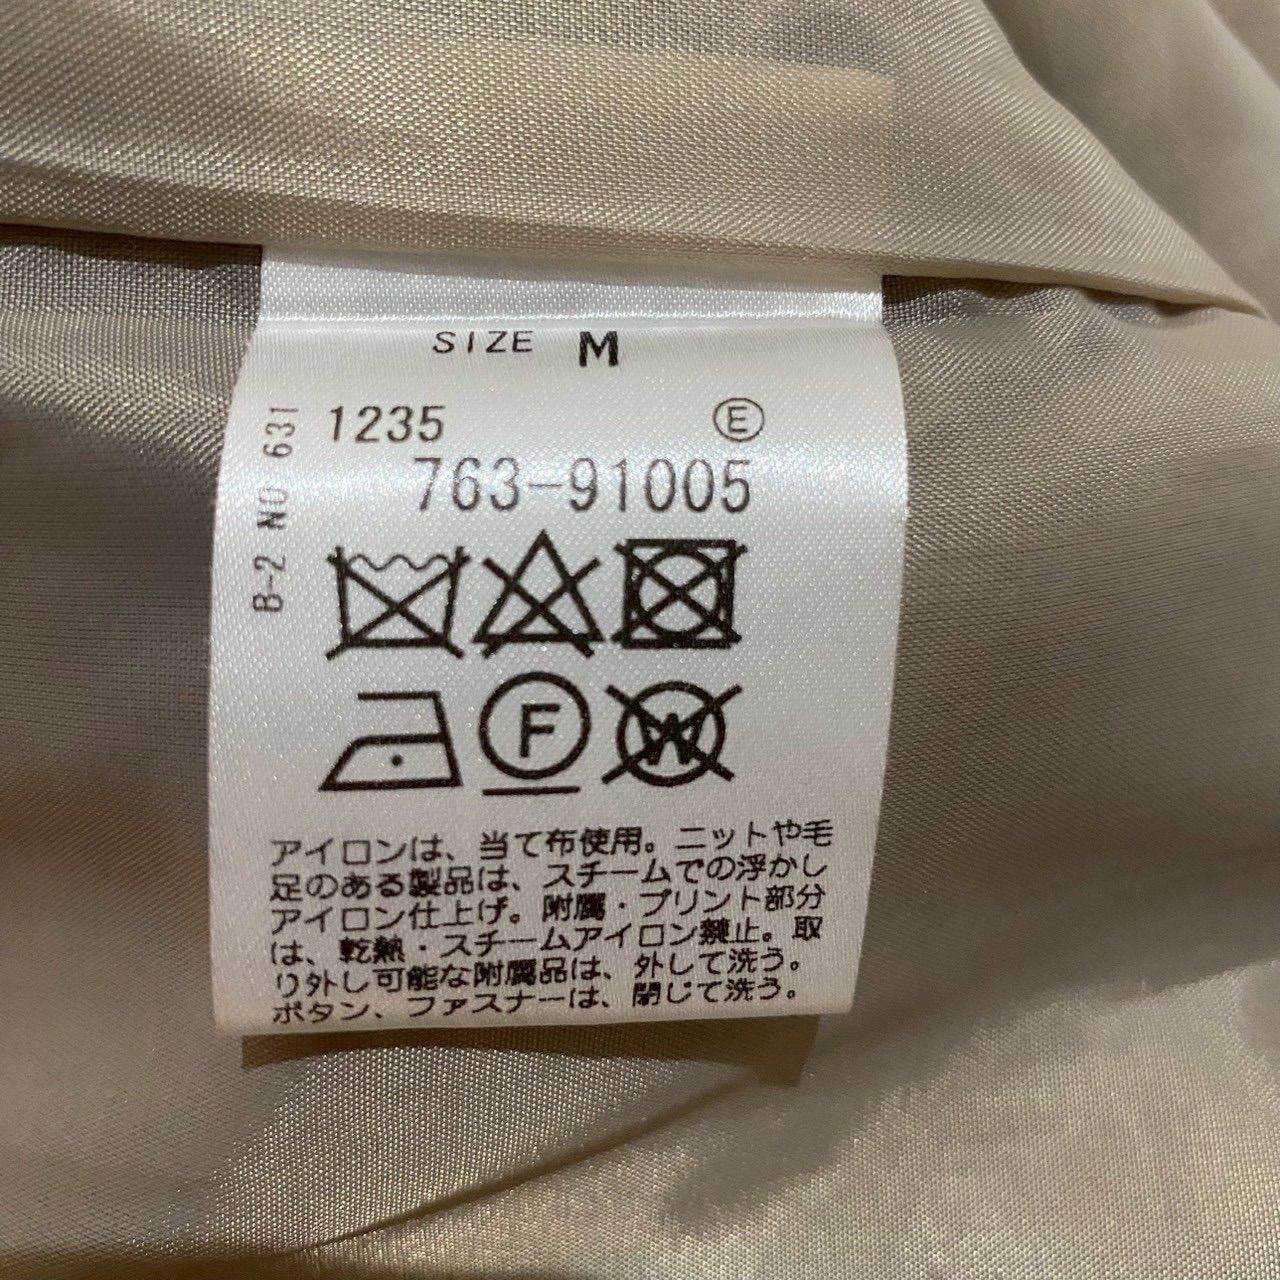 SIZE M
1235 Ⓔ
763-91005
B-2 NO 631
F
W
アイロンは、当て布使用。ニットや毛
足のある製品は、スチームでの浮かし
アイロン仕上げ。附属・プリント部分
は、乾熱・スチームアイロン禁止。取
り外し可能な附属品は、外して洗う。
ボタン、ファスナーは、閉じて洗う。